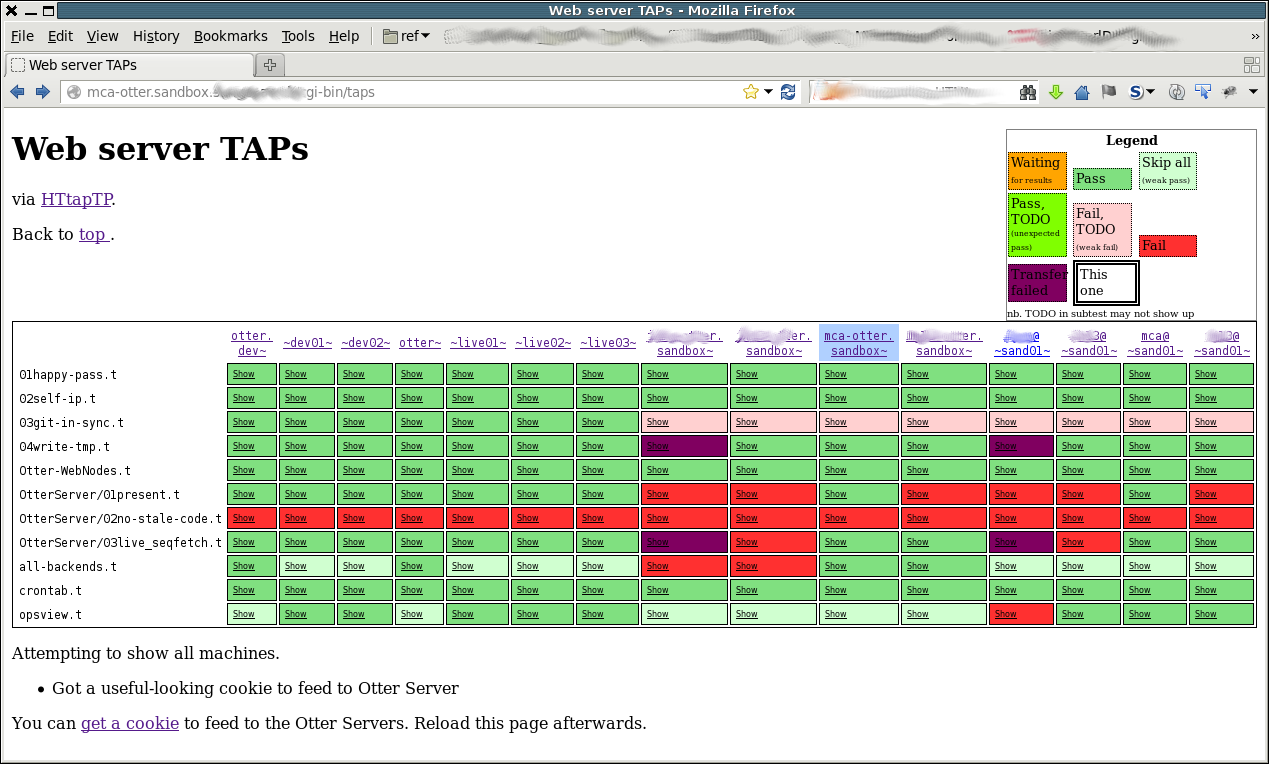 Web server TAPs - Mozilla Firefox
File Edit View History Bookmarks Tools Help ref »
Web server TAPs
mca-otter.sandbox. gi-bin/taps
Web server TAPs
via HTtapTP.
Back to top .
Legend
Waiting
for results
Pass
Skip all
(weak pass)
Pass,
TODO
(unexpected
pass)
Fail,
TODO
(weak fail)
Fail
Transfer
failed
This
one
nb. TODO in subtest may not show up
otter. ~dev01~ ~dev02~ otter~ ~live01~ ~live02~ ~live03~ otter. er. mca-otter. er. @ 3@ mca@ 3@
dev~ sandbox~ sandbox~ sandbox~ sandbox~ ~sand01~ ~sand01~ ~sand01~ ~sand01~
01happy-pass.t Show Show Show Show Show Show Show Show Show Show Show Show Show Show Show
02self-ip.t Show Show Show Show Show Show Show Show Show Show Show Show Show Show Show
03git-in-sync.t Show Show Show Show Show Show Show Show Show Show Show Show Show Show Show
04write-tmp.t Show Show Show Show Show Show Show Show Show Show Show Show Show Show Show
Otter-WebNodes.t Show Show Show Show Show Show Show Show Show Show Show Show Show Show Show
OtterServer/01present.t Show Show Show Show Show Show Show Show Show Show Show Show Show Show Show
OtterServer/02no-stale-code.t Show Show Show Show Show Show Show Show Show Show Show Show Show Show Show
OtterServer/03live_seqfetch.t Show Show Show Show Show Show Show Show Show Show Show Show Show Show Show
all-backends.t Show Show Show Show Show Show Show Show Show Show Show Show Show Show Show
crontab.t Show Show Show Show Show Show Show Show Show Show Show Show Show Show Show
opsview.t Show Show Show Show Show Show Show Show Show Show Show Show Show Show Show
Attempting to show all machines.
• Got a useful-looking cookie to feed to Otter Server
You can get a cookie to feed to the Otter Servers. Reload this page afterwards.